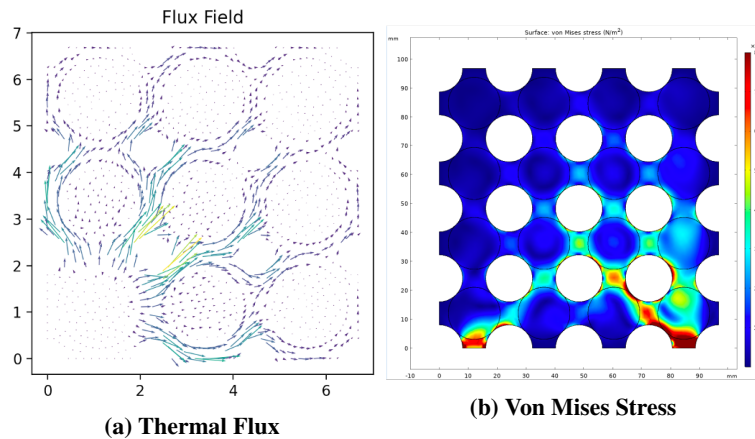 Flux Field
7
6
5
4
3
2
1
0
0 2 4 6
(a) Thermal Flux
Surface: von Mises stress (N/m²)
mm
100
90
80
70
60
50
40
30
20
10
0
-10 0 10 20 30 40 50 60 70 80 90 mm
(b) Von Mises Stress